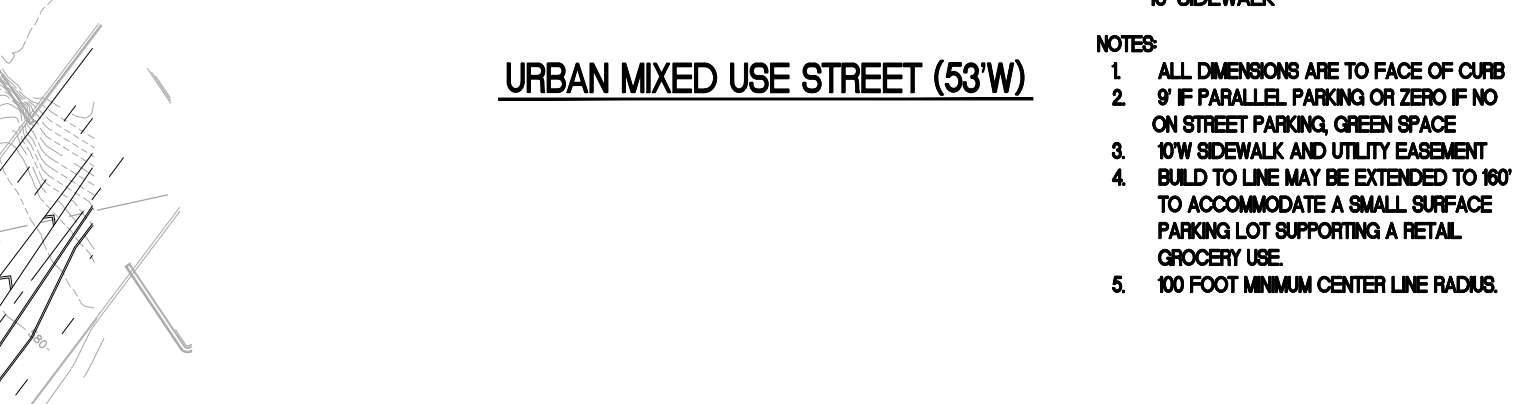 10' SIDEWALK
NOTES:
URBAN MIXED USE STREET (53'W)
1. ALL DIMENSIONS ARE TO FACE OF CURB
2. 9' IF PARALLEL PARKING OR ZERO IF NO
ON STREET PARKING, GREEN SPACE
3. 10'W SIDEWALK AND UTILITY EASEMENT
4. BUILD TO LINE MAY BE EXTENDED TO 160'
TO ACCOMMODATE A SMALL SURFACE
PARKING LOT SUPPORTING A RETAIL
GROCERY USE.
5. 100 FOOT MINIMUM CENTER LINE RADIUS.